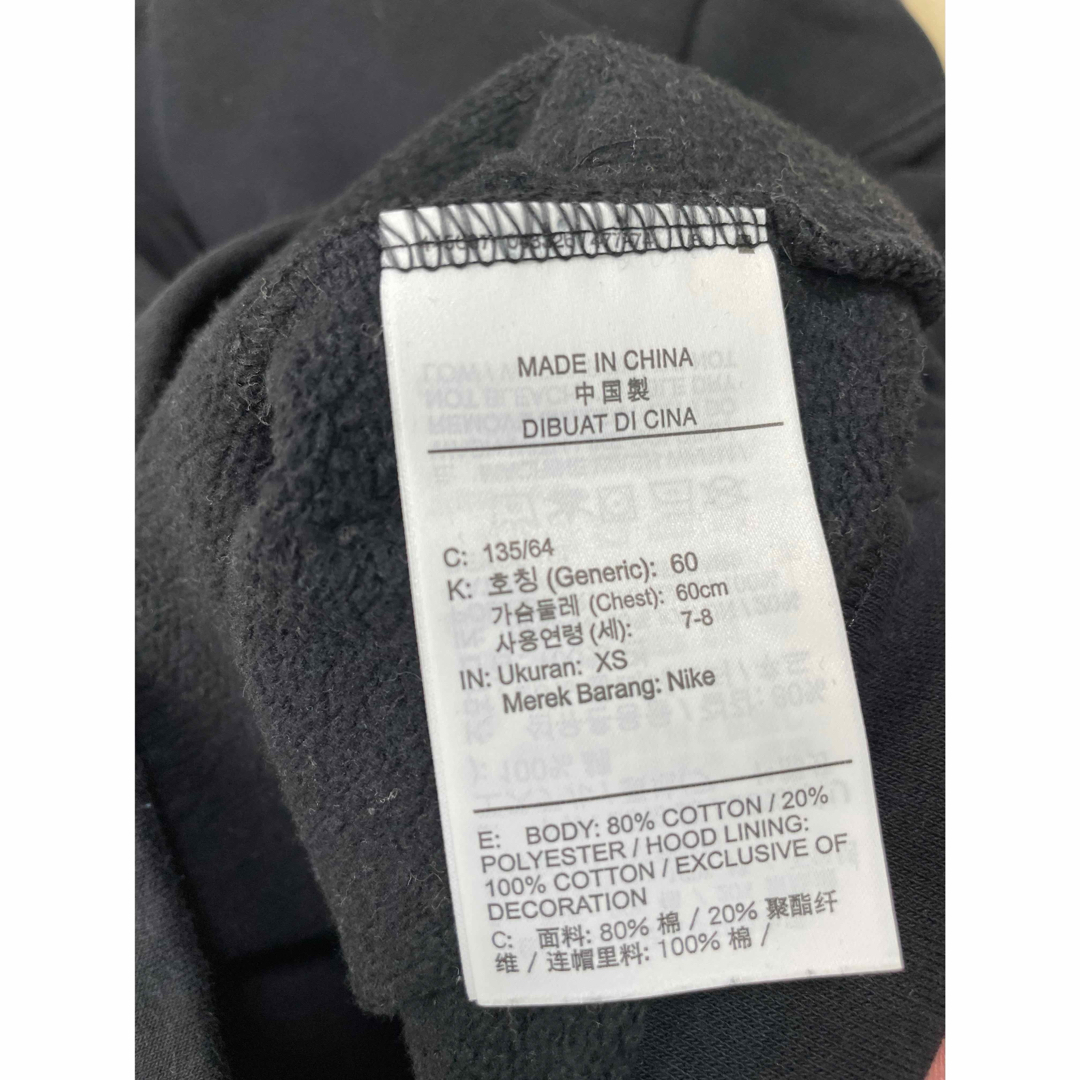 MADE IN CHINA
中国製
DIBUAT DI CINA
C: 135/64
K: 호칭 (Generic): 60
가슴둘레 (Chest): 60cm
사용연령 (세): 7-8
IN: Ukuran: XS
Merek Barang: Nike
E: BODY: 80% COTTON / 20%
POLYESTER / HOOD LINING:
100% COTTON / EXCLUSIVE OF
DECORATION
C: 面料: 80% 棉 / 20% 聚酯纤
维 / 连帽里料: 100% 棉 /